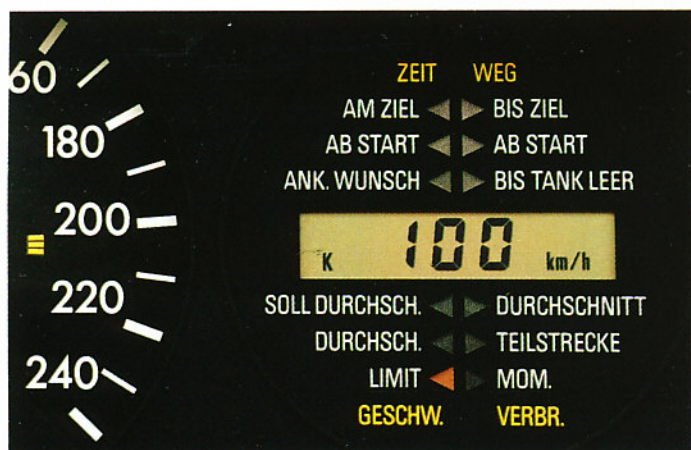 60
180
200
220
240
ZEIT WEG
AM ZIEL BIS ZIEL
AB START AB START
ANK. WUNSCH BIS TANK LEER
K 100 km/h
SOLL DURCHSCH. DURCHSCHNITT
DURCHSCH. TEILSTRECKE
LIMIT MOM.
GESCHW. VERBR.